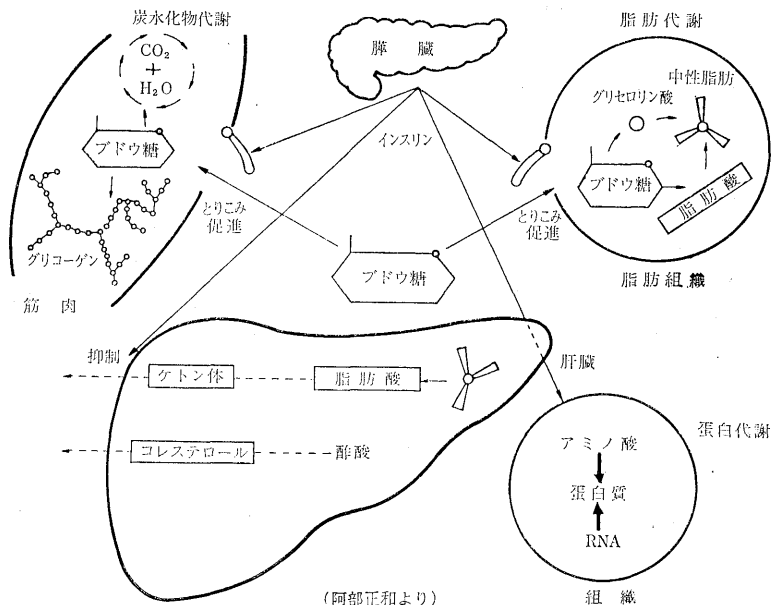 炭水化物代謝
CO₂
+
H₂O
ブドウ糖
グリコーゲン
筋肉
膵臓
インスリン
とりこみ
促進
ブドウ糖
とりこみ
促進
脂肪代謝
中性脂肪
グリセロリン酸
ブドウ糖
脂肪酸
脂肪組織
抑制
ケトン体
脂肪酸
肝臓
コレステロール
酢酸
蛋白代謝
アミノ酸
蛋白質
RNA
組織
(阿部正和より)